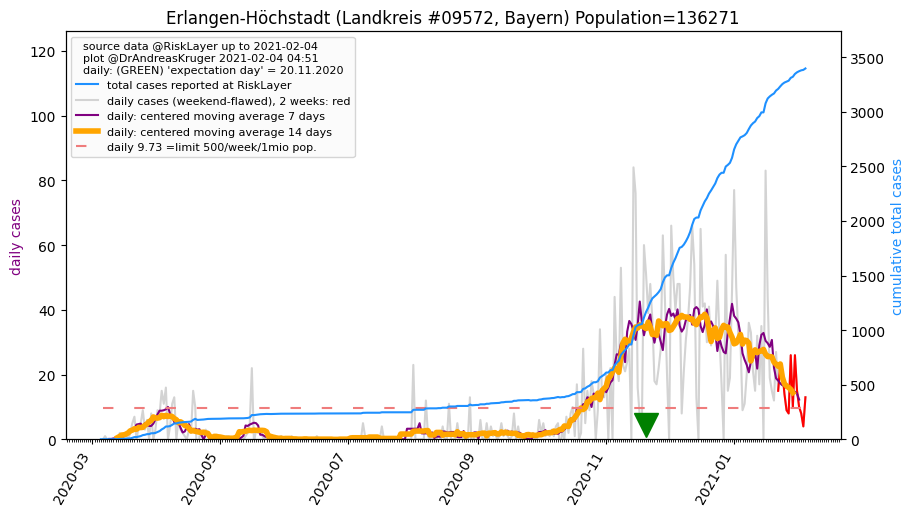 Erlangen-Höchstadt (Landkreis #09572, Bayern) Population=136271
source data @RiskLayer up to 2021-02-04
plot @DrAndreasKruger 2021-02-04 04:51
daily: (GREEN) 'expectation day' = 20.11.2020
total cases reported at RiskLayer
daily cases (weekend-flawed), 2 weeks: red
daily: centered moving average 7 days
daily: centered moving average 14 days
daily 9.73 =limit 500/week/1mio pop.
daily cases
120
100
80
60
40
20
0
cumulative total cases
3500
3000
2500
2000
1500
1000
500
0
2020-03
2020-05
2020-07
2020-09
2020-11
2021-01